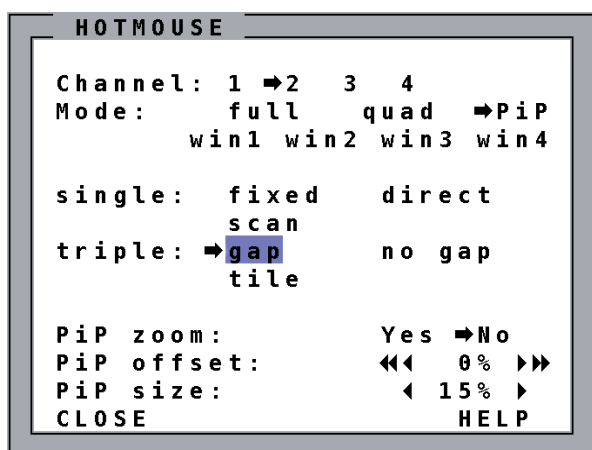 HOTMOUSE
Channel: 1 ➡2 3 4
Mode: full quad ➡PiP
win1 win2 win3 win4
single: fixed direct
scan
triple: ➡gap no gap
tile
PiP zoom: Yes ➡No
PiP offset: 0%
PiP size: 15%
CLOSE HELP